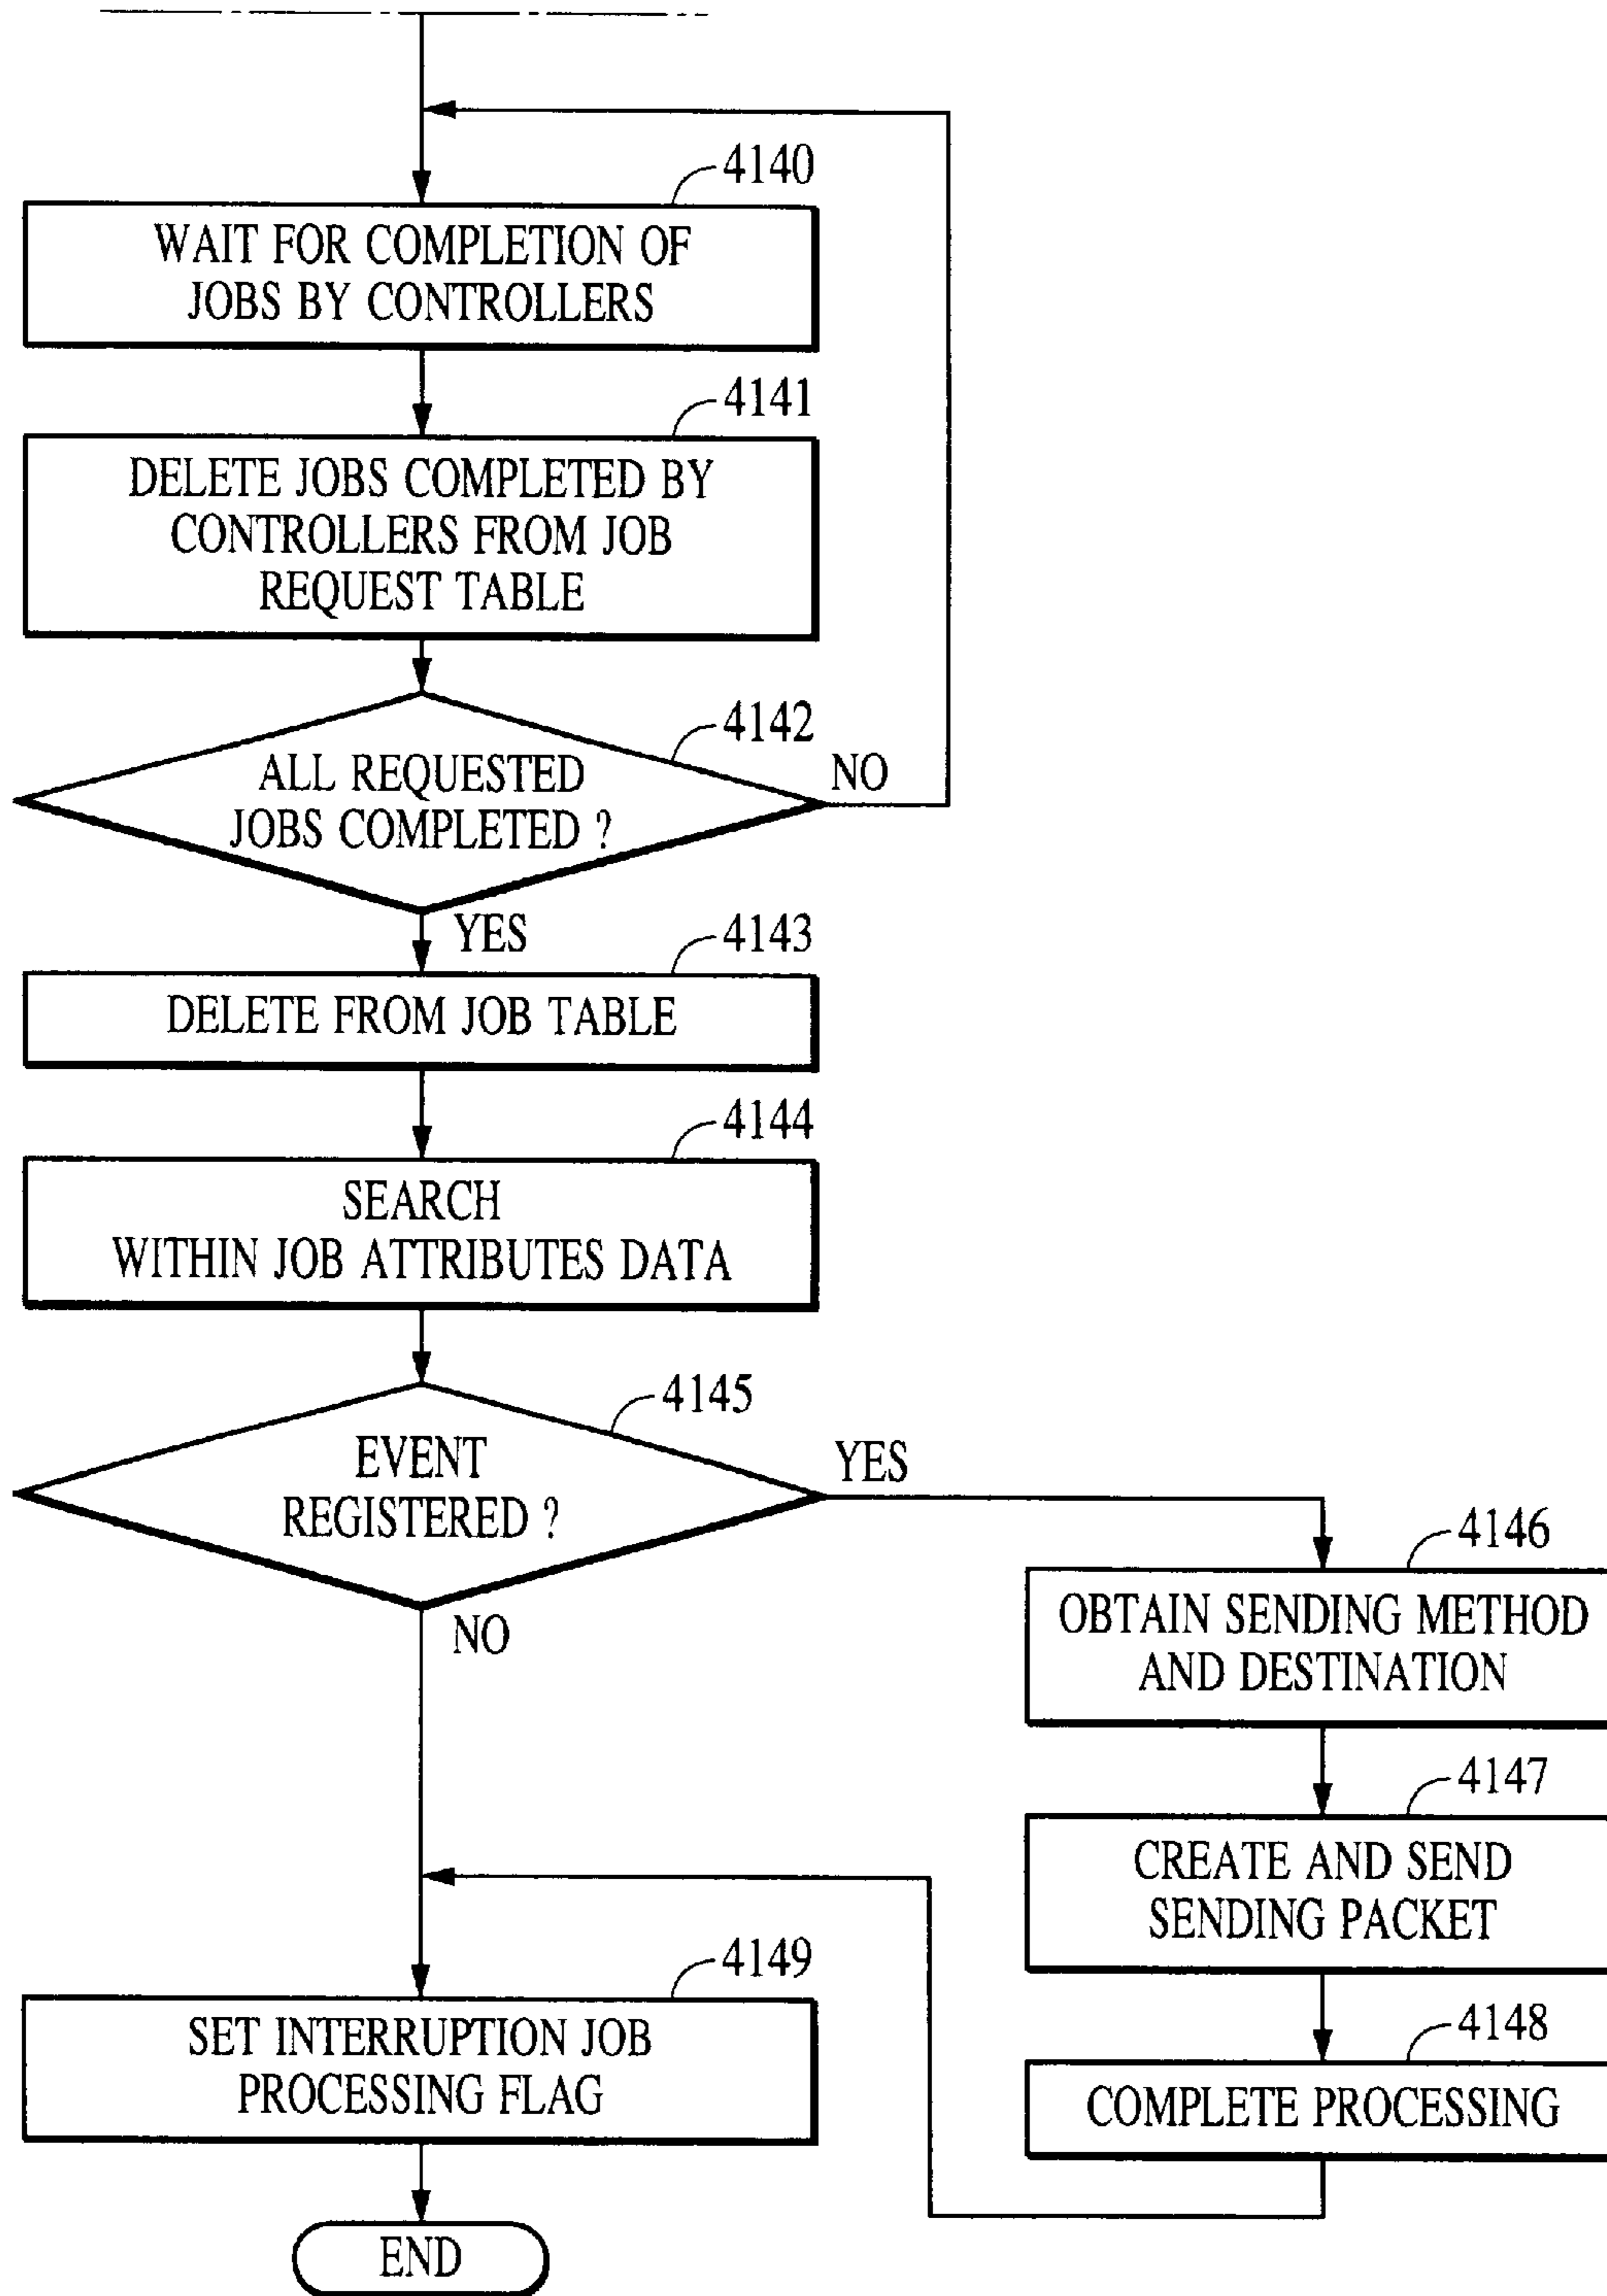 4140
WAIT FOR COMPLETION OF
JOBS BY CONTROLLERS
4141
DELETE JOBS COMPLETED BY
CONTROLLERS FROM JOB
REQUEST TABLE
4142
ALL REQUESTED
JOBS COMPLETED ?
NO
YES
4143
DELETE FROM JOB TABLE
4144
SEARCH
WITHIN JOB ATTRIBUTES DATA
4145
EVENT
REGISTERED ?
YES
NO
4146
OBTAIN SENDING METHOD
AND DESTINATION
4147
CREATE AND SEND
SENDING PACKET
4148
COMPLETE PROCESSING
4149
SET INTERRUPTION JOB
PROCESSING FLAG
END